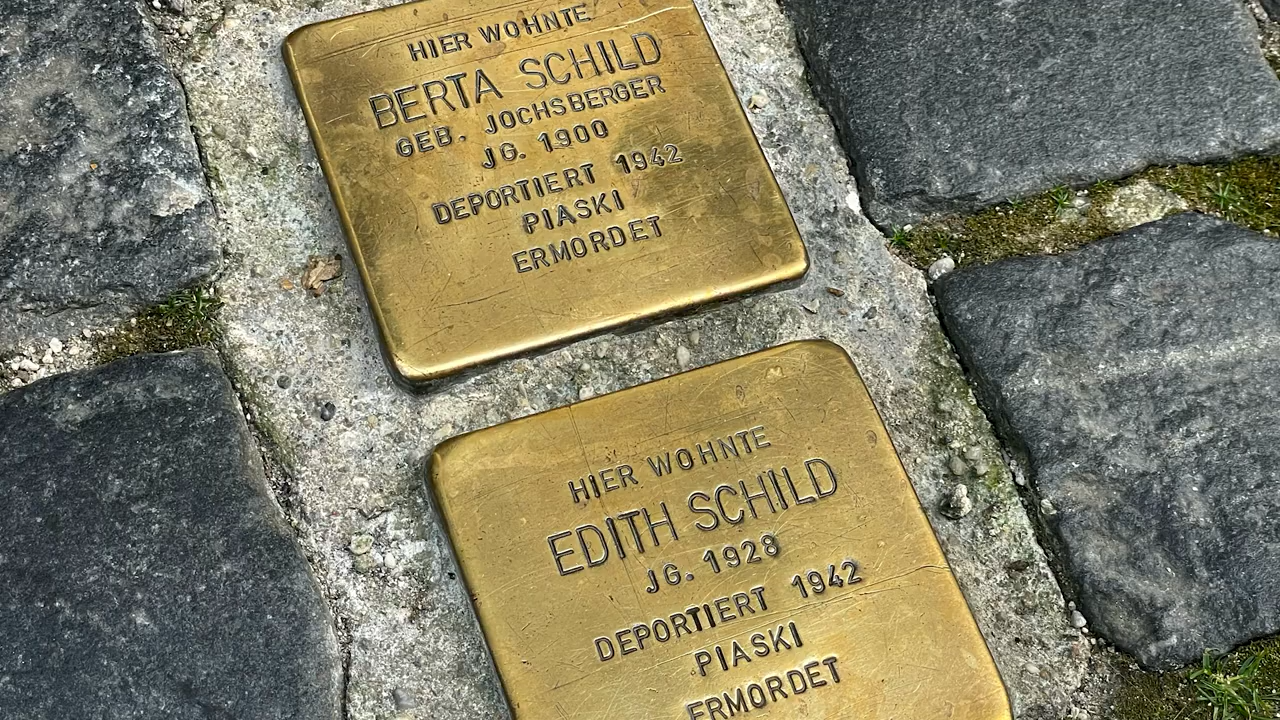 HIER WOHNTE
BERTA SCHILD
GEB. JOCHSBERGER
JG. 1900
DEPORTIERT 1942
PIASKI
ERMORDET
HIER WOHNTE
EDITH SCHILD
JG. 1928
DEPORTIERT 1942
PIASKI
ERMORDET